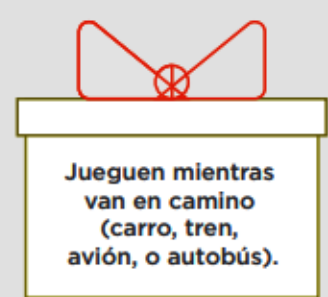 Jueguen mientras
van en camino
(carro, tren,
avión, o autobús).